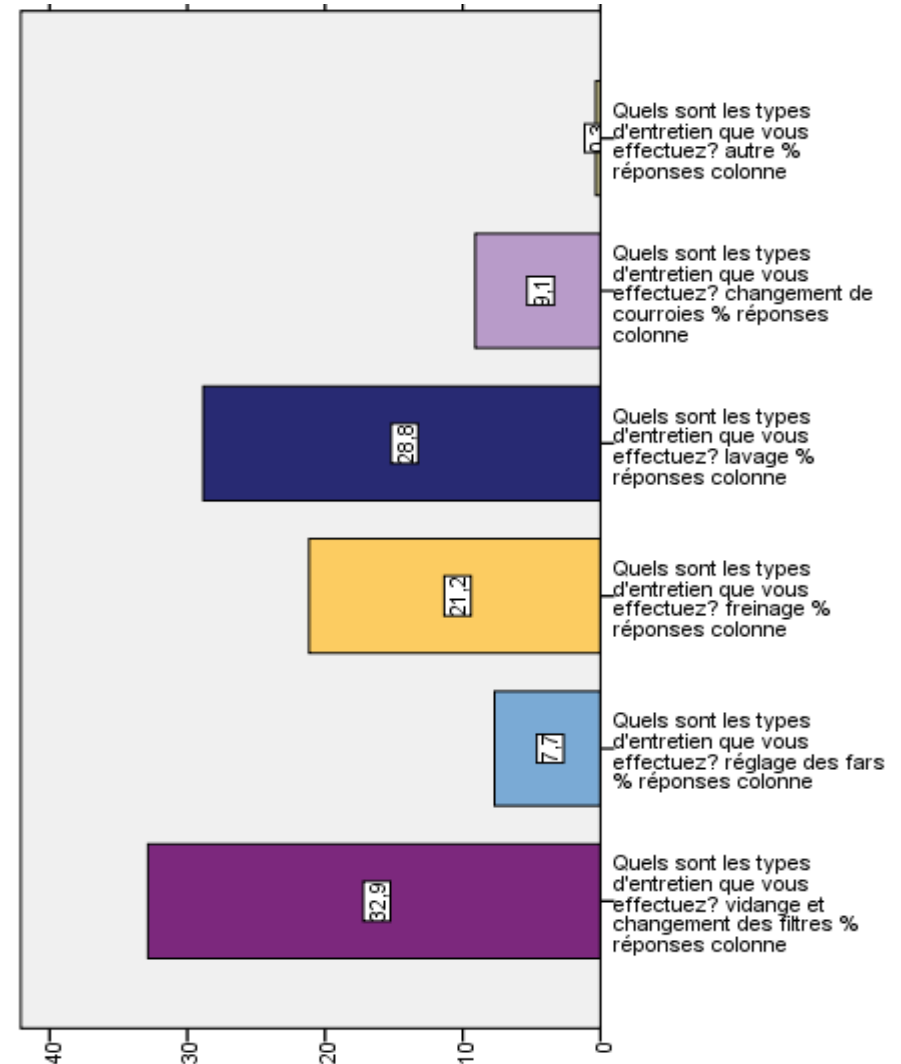 0,3
Quels sont les types
d'entretien que vous
effectuez? autre %
réponses colonne
9,1
Quels sont les types
d'entretien que vous
effectuez? changement de
courroies % réponses
colonne
28,8
Quels sont les types
d'entretien que vous
effectuez? lavage %
réponses colonne
21,2
Quels sont les types
d'entretien que vous
effectuez? freinage %
réponses colonne
7,7
Quels sont les types
d'entretien que vous
effectuez? réglage des fars
% réponses colonne
32,9
Quels sont les types
d'entretien que vous
effectuez? vidange et
changement des filtres %
réponses colonne
40
30
20
10
0